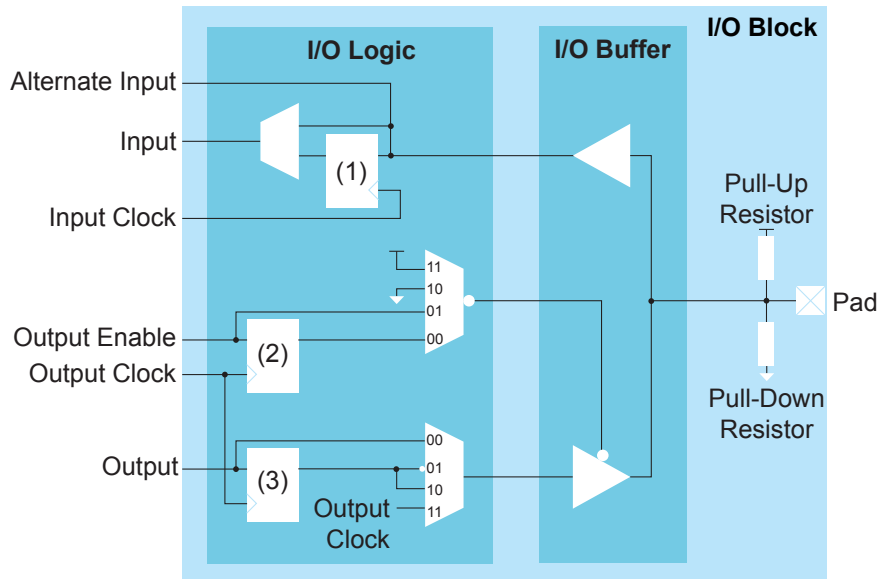 I/O Block
I/O Logic
I/O Buffer
Alternate Input
Input
(1)
Input Clock
Pull-Up
Resistor
11
10
01
00
Pad
Output Enable
(2)
Output Clock
Pull-Down
Resistor
00
Output
(3)
01
10
11
Output
Clock